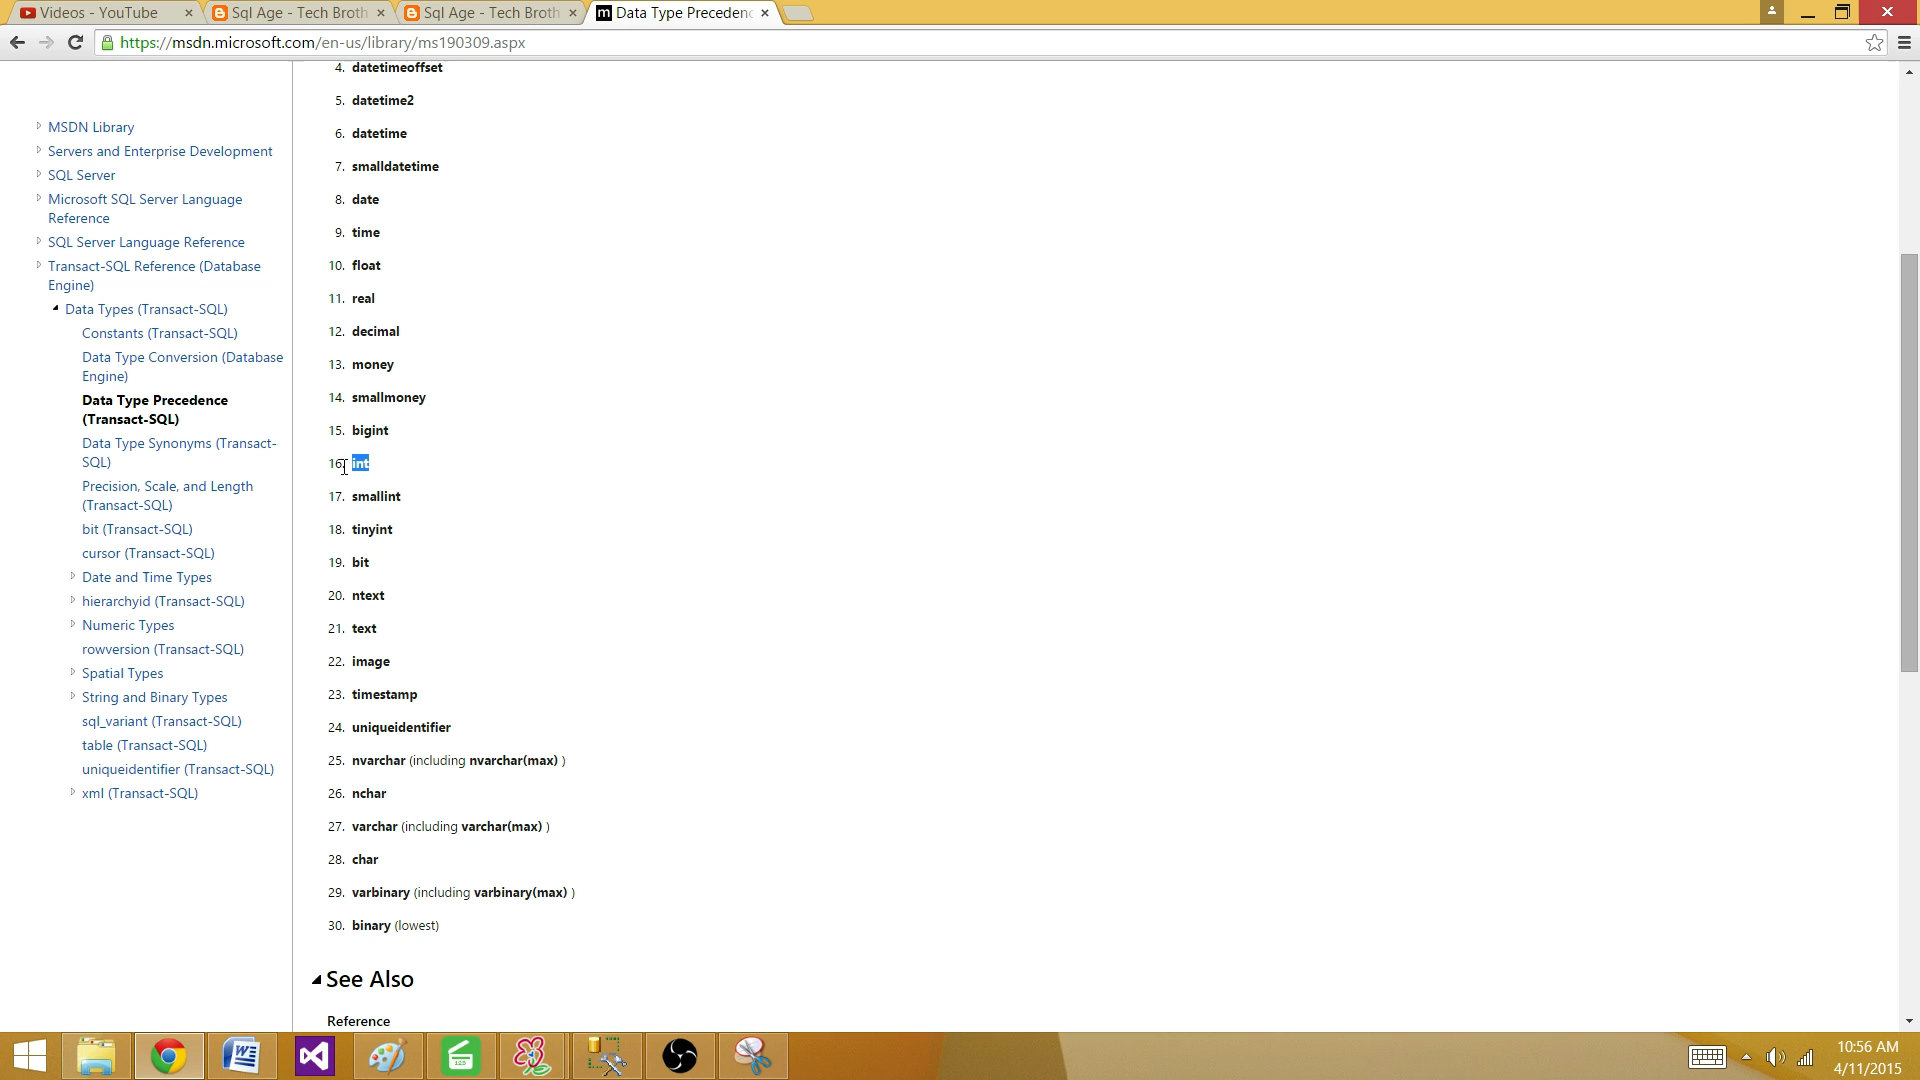 Videos - YouTube
Sql Age - Tech Broth
Sql Age - Tech Broth
Data Type Precedenc
https://msdn.microsoft.com/en-us/library/ms190309.aspx
MSDN Library
Servers and Enterprise Development
SQL Server
Microsoft SQL Server Language
Reference
SQL Server Language Reference
Transact-SQL Reference (Database
Engine)
Data Types (Transact-SQL)
Constants (Transact-SQL)
Data Type Conversion (Database
Engine)
Data Type Precedence
(Transact-SQL)
Data Type Synonyms (Transact-
SQL)
Precision, Scale, and Length
(Transact-SQL)
bit (Transact-SQL)
cursor (Transact-SQL)
Date and Time Types
hierarchyid (Transact-SQL)
Numeric Types
rowversion (Transact-SQL)
Spatial Types
String and Binary Types
sql_variant (Transact-SQL)
table (Transact-SQL)
uniqueidentifier (Transact-SQL)
xml (Transact-SQL)
4. datetimeoffset
5. datetime2
6. datetime
7. smalldatetime
8. date
9. time
10. float
11. real
12. decimal
13. money
14. smallmoney
15. bigint
16. int
17. smallint
18. tinyint
19. bit
20. ntext
21. text
22. image
23. timestamp
24. uniqueidentifier
25. nvarchar (including nvarchar(max) )
26. nchar
27. varchar (including varchar(max) )
28. char
29. varbinary (including varbinary(max) )
30. binary (lowest)
See Also
Reference
10:56 AM
4/11/2015